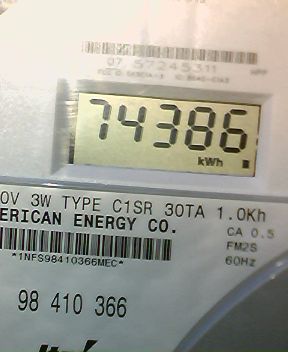 07 57245311
74386
kWh
0V 3W TYPE C1SR 30TA 1.0Kh
ERICAN ENERGY CO.
CA 0.5
FM2S
*1NFS98410366MEC*
60Hz
98 410 366